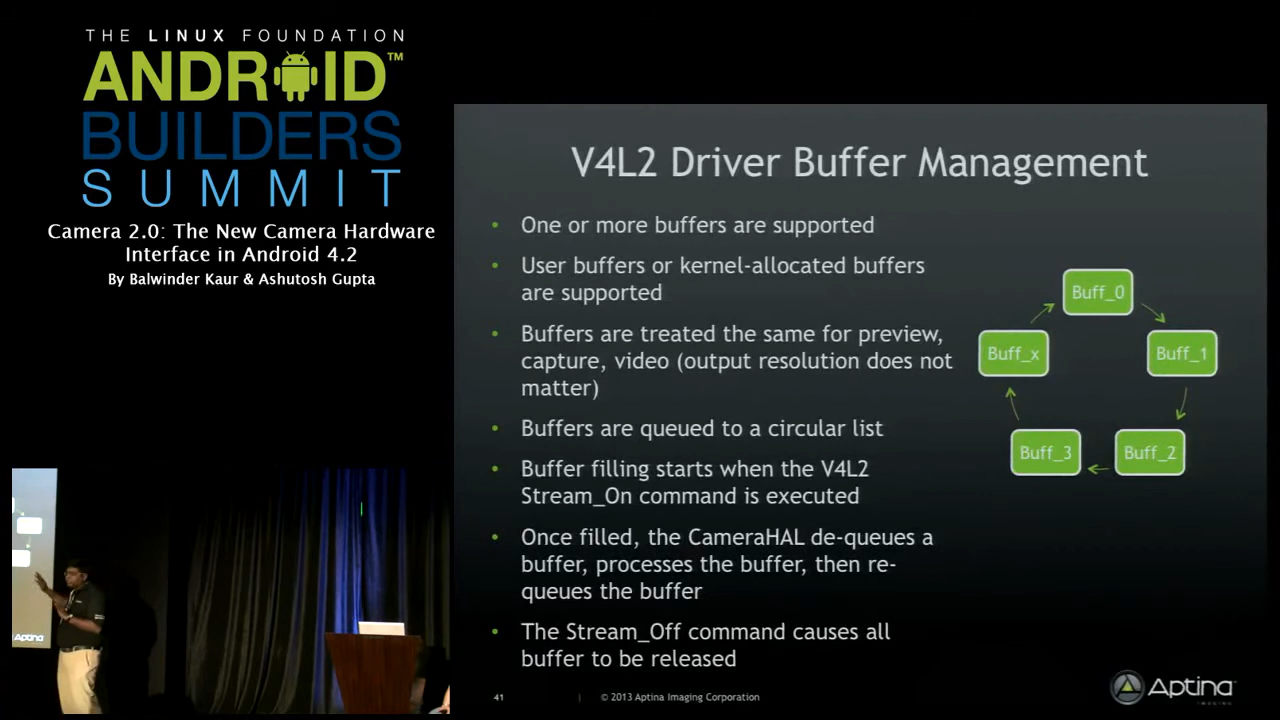 THE LINUX FOUNDATION
ANDROID™
BUILDERS
SUMMIT
Camera 2.0: The New Camera Hardware
Interface in Android 4.2
By Balwinder Kaur & Ashutosh Gupta
V4L2 Driver Buffer Management
• One or more buffers are supported
• User buffers or kernel-allocated buffers
are supported
• Buffers are treated the same for preview,
capture, video (output resolution does not
matter)
• Buffers are queued to a circular list
• Buffer filling starts when the V4L2
Stream_On command is executed
• Once filled, the CameraHAL de-queues a
buffer, processes the buffer, then re-
queues the buffer
• The Stream_Off command causes all
buffer to be released
Buff_0
Buff_x
Buff_1
Buff_3
Buff_2
41 | © 2013 Aptina Imaging Corporation
Aptina
IMAGING
Aptina